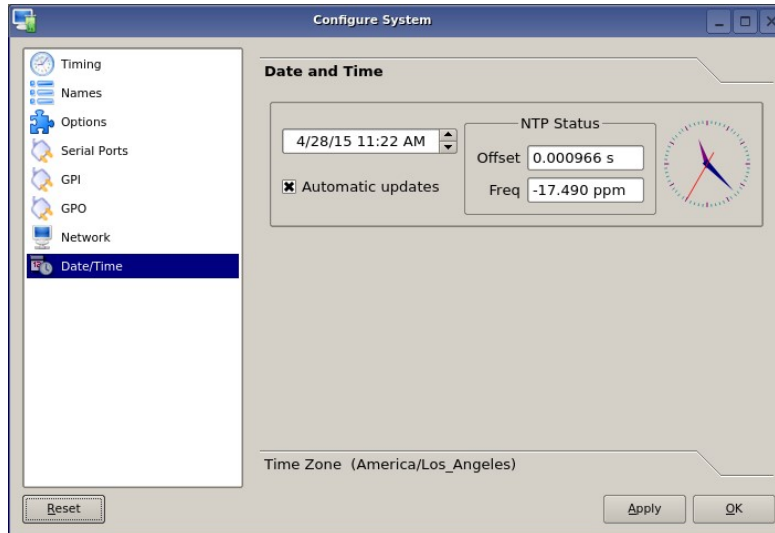 Configure System
Timing
Names
Options
Serial Ports
GPI
GPO
Network
Date/Time
Date and Time
4/28/15 11:22 AM
Automatic updates
NTP Status
Offset 0.000966 s
Freq -17.490 ppm
Time Zone (America/Los_Angeles)
Reset
Apply
OK